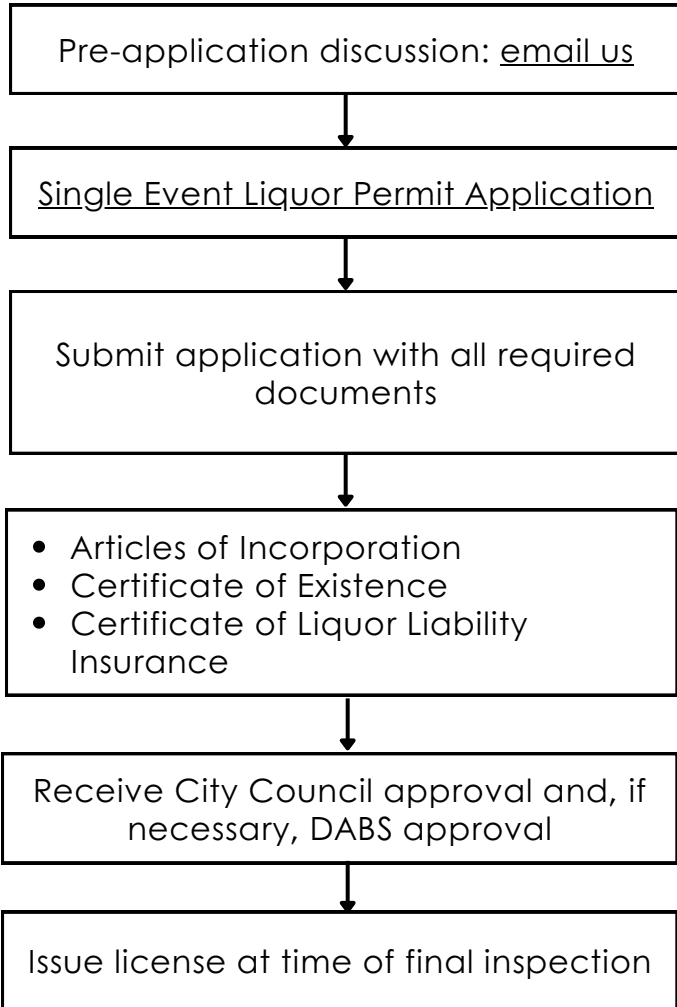 Pre-application discussion: email us
Single Event Liquor Permit Application
Submit application with all required
documents
• Articles of Incorporation
• Certificate of Existence
• Certificate of Liquor Liability
Insurance
Receive City Council approval and, if
necessary, DABS approval
Issue license at time of final inspection